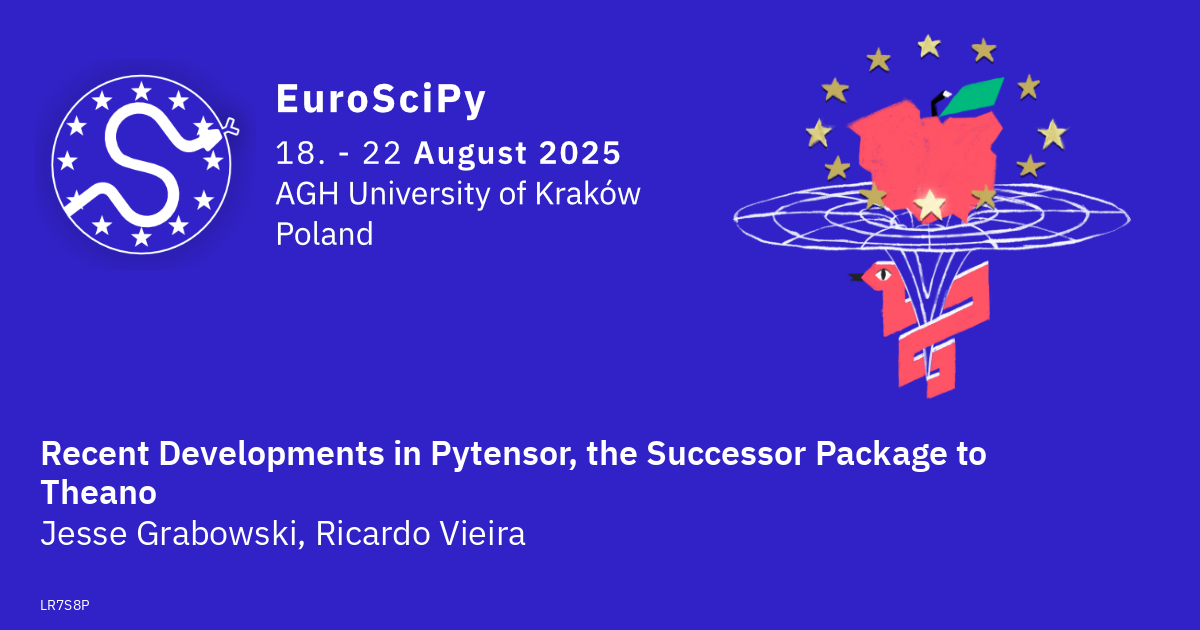 EuroSciPy
18. - 22 August 2025
AGH University of Kraków
Poland
Recent Developments in Pytensor, the Successor Package to
Theano
Jesse Grabowski, Ricardo Vieira
LR7S8P